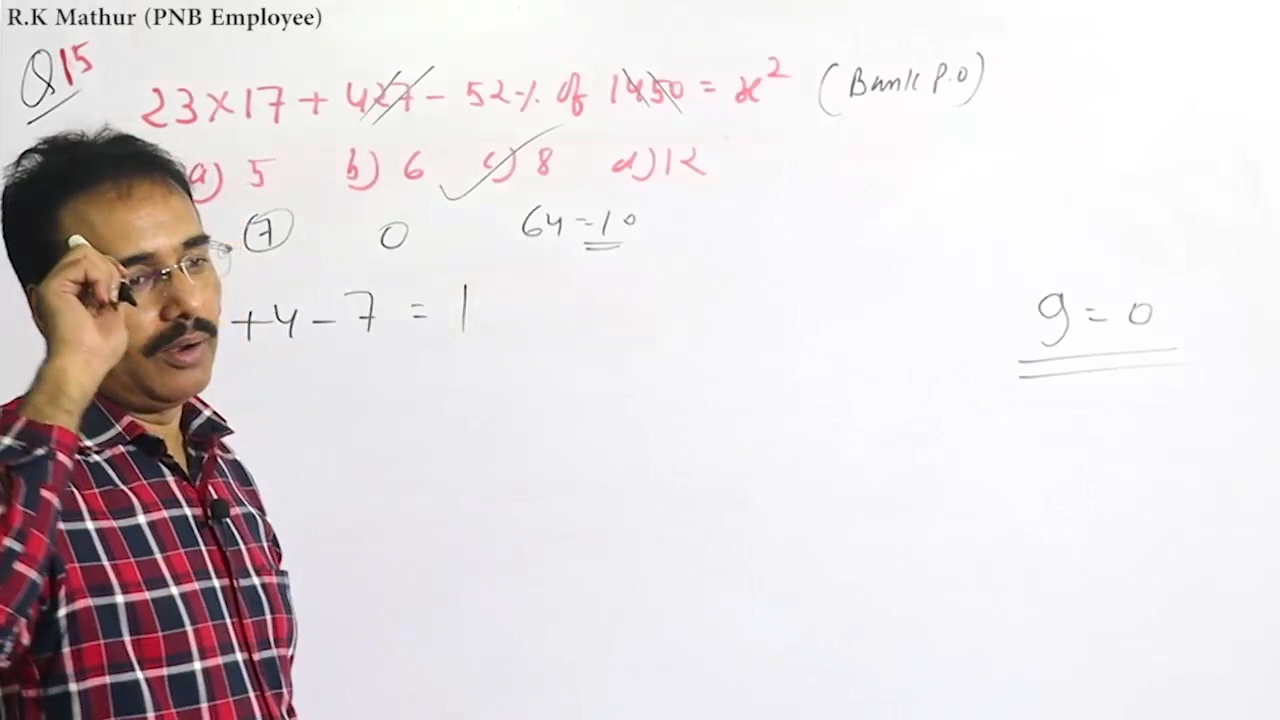 R.K Mathur (PNB Employee)
Q15
23×17 + 427 - 52% of 1450 = x² (Bank P.O)
a) 5 b) 6 c) 8 d) 12
7 0 64 = 10
+4 - 7 = 1
9 = 0